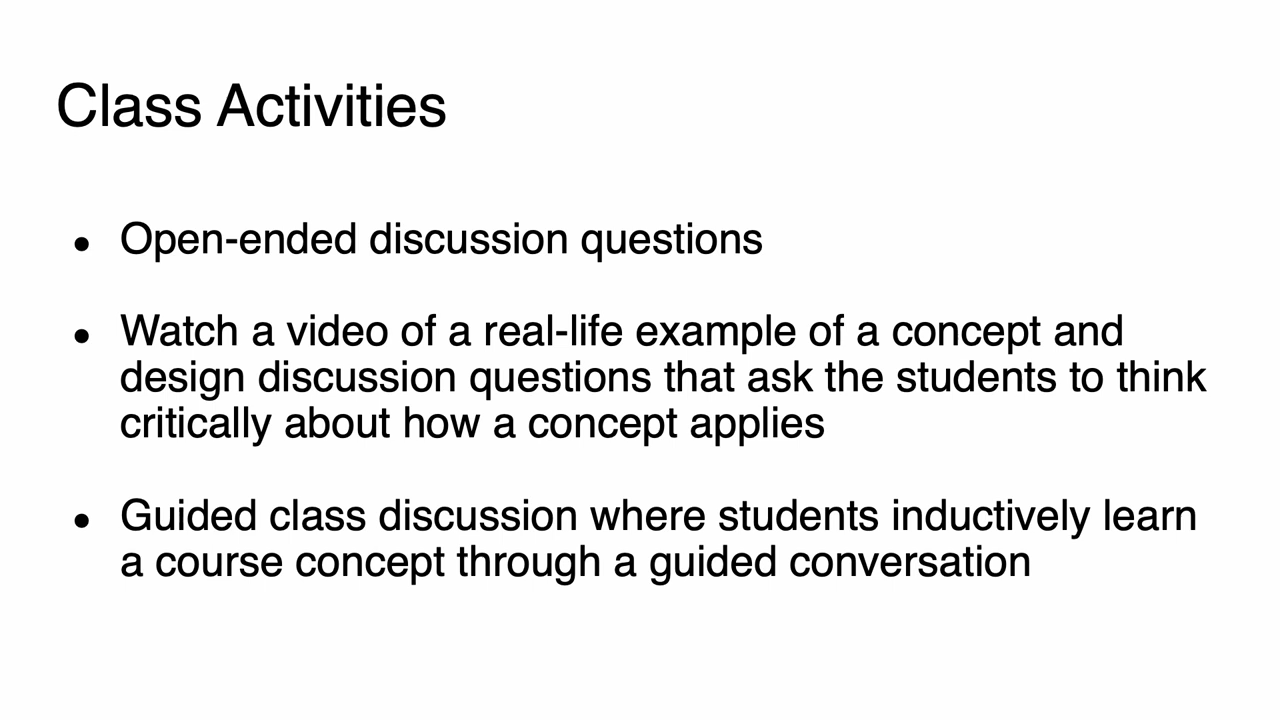 Class Activities
● Open-ended discussion questions
● Watch a video of a real-life example of a concept and
design discussion questions that ask the students to think
critically about how a concept applies
● Guided class discussion where students inductively learn
a course concept through a guided conversation